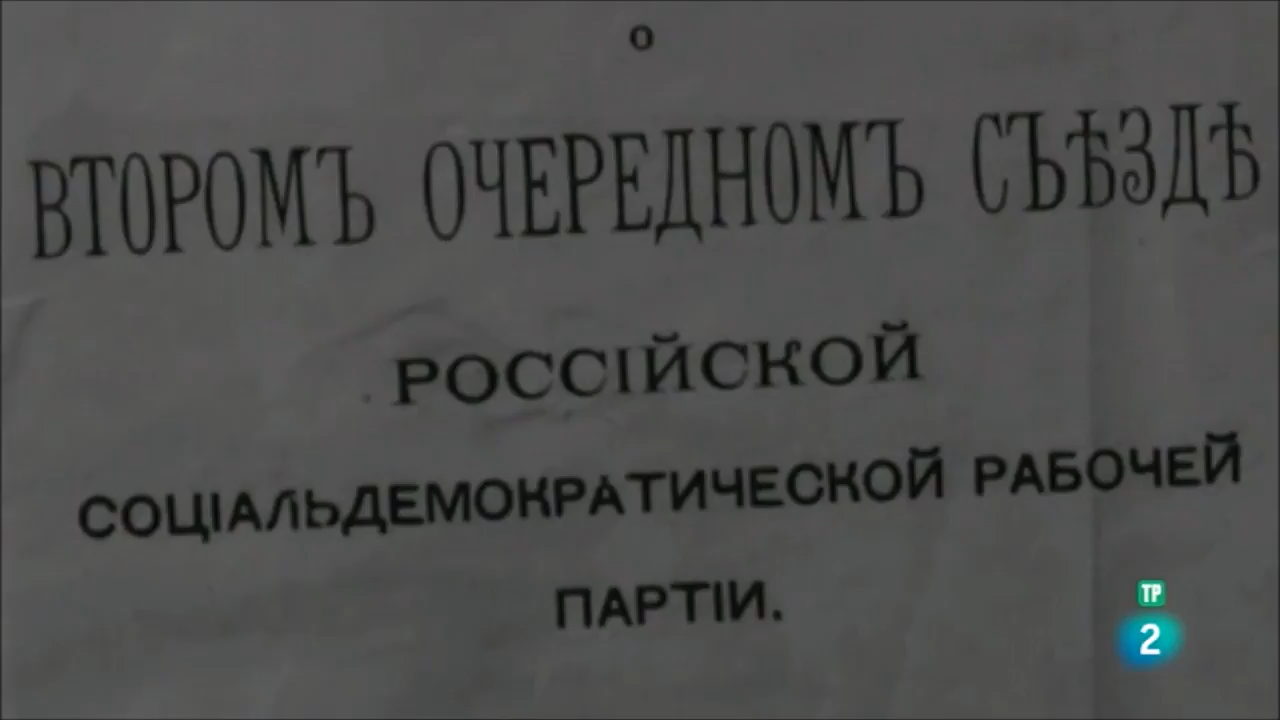 о
ВТОРОМЪ ОЧЕРЕДНОМЪ СЪѢЗДѢ
РОССІЙСКОЙ
СОЦІАЛЬДЕМОКРАТИЧЕСКОЙ РАБОЧЕЙ
ПАРТІИ.
TP
2